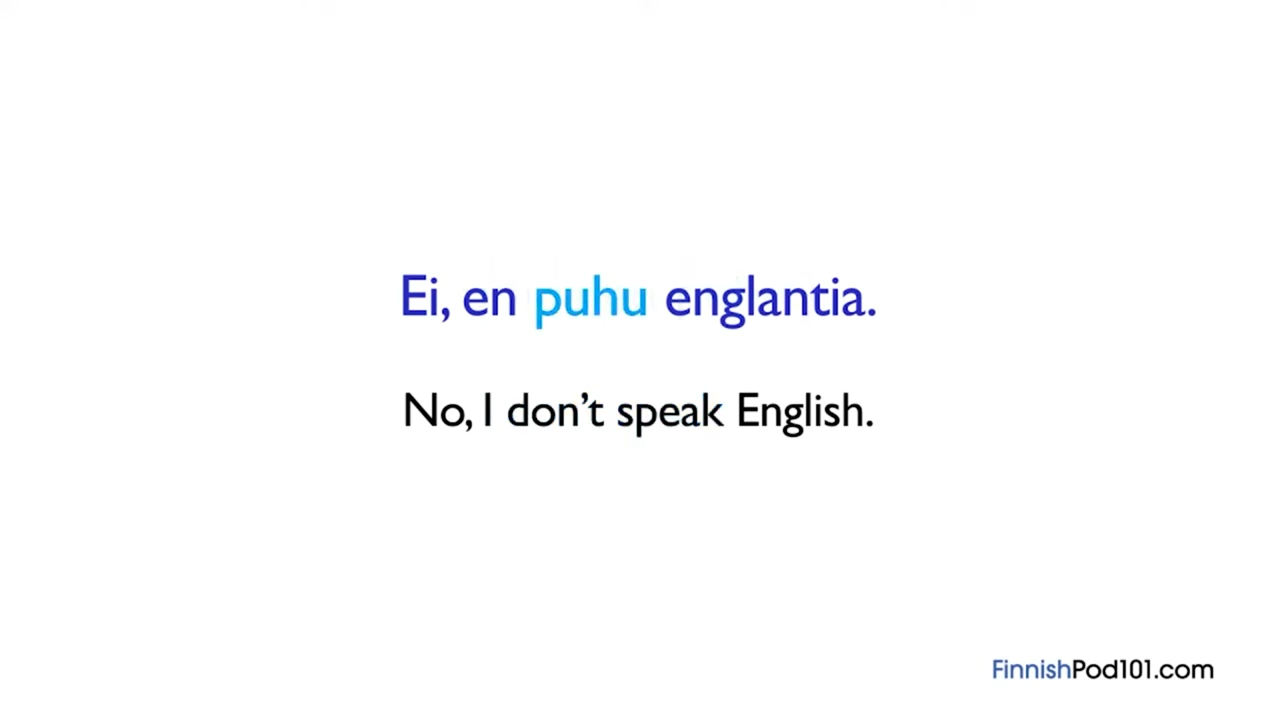 Ei, en puhu englantia.
No, I don’t speak English.
FinnishPod101.com